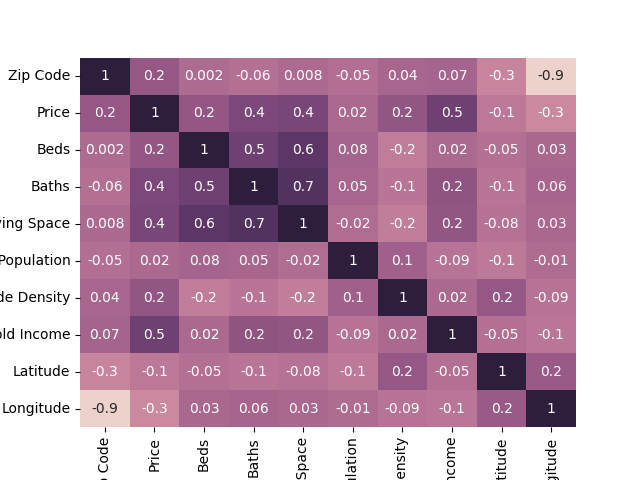 Zip Code 1 0.2 0.002 -0.06 0.008 -0.05 0.04 0.07 -0.3 -0.9
Price 0.2 1 0.2 0.4 0.4 0.02 0.2 0.5 -0.1 -0.3
Beds 0.002 0.2 1 0.5 0.6 0.08 -0.2 0.02 -0.05 0.03
Baths -0.06 0.4 0.5 1 0.7 0.05 -0.1 0.2 -0.1 0.06
ving Space 0.008 0.4 0.6 0.7 1 -0.02 -0.2 0.2 -0.08 0.03
Population -0.05 0.02 0.08 0.05 -0.02 1 0.1 -0.09 -0.1 -0.01
de Density 0.04 0.2 -0.2 -0.1 -0.2 0.1 1 0.02 0.2 -0.09
old Income 0.07 0.5 0.02 0.2 0.2 -0.09 0.02 1 -0.05 -0.1
Latitude -0.3 -0.1 -0.05 -0.1 -0.08 -0.1 0.2 -0.05 1 0.2
Longitude -0.9 -0.3 0.03 0.06 0.03 -0.01 -0.09 -0.1 0.2 1
Code
Price
Beds
Baths
Space
ulation
ensity
ncome
titude
gitude